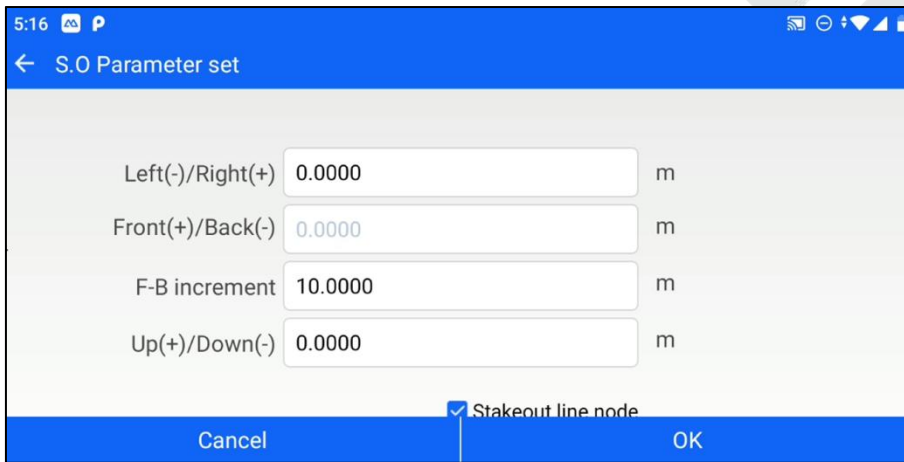 5:16
S.O Parameter set
Left(-)/Right(+) 0.0000 m
Front(+)/Back(-) 0.0000 m
F-B increment 10.0000 m
Up(+)/Down(-) 0.0000 m
Stakeout line node
Cancel OK